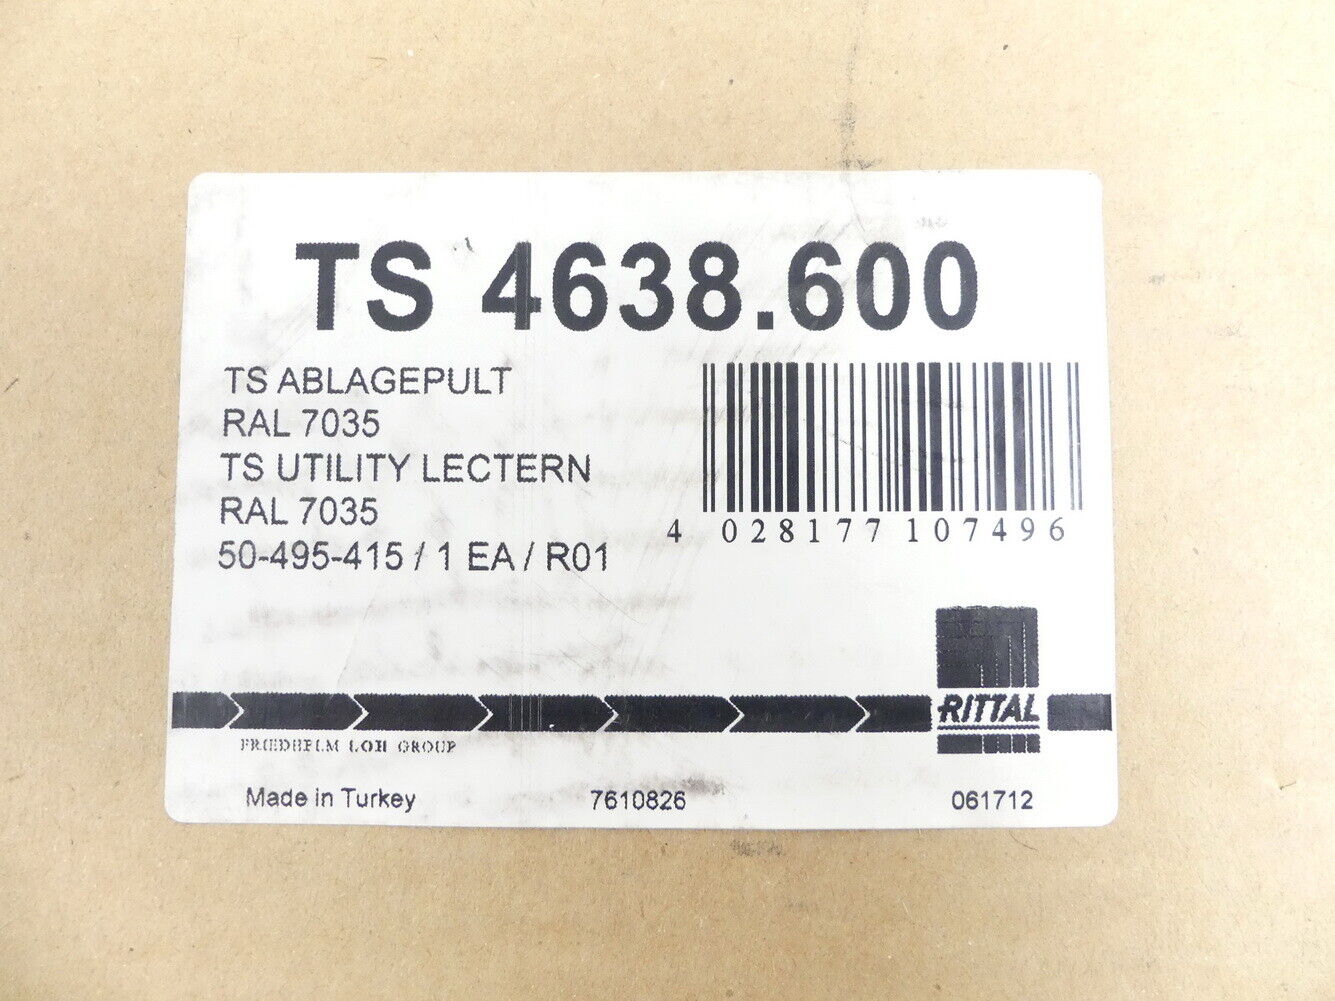 TS 4638.600
TS ABLAGEPULT
RAL 7035
TS UTILITY LECTERN
RAL 7035
50-495-415 / 1 EA / R01
4 028177 107496
RITTAL
FRIEDHELM LOH GROUP
Made in Turkey 7610826 061712